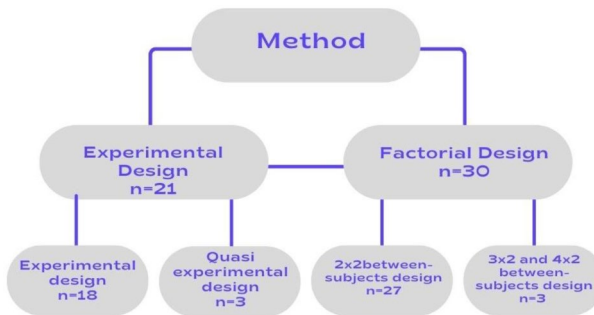 Method
Experimental
Design
n=21
Factorial Design
n=30
Experimental
design
n=18
Quasi
experimental
design
n=3
2x2between-
subjects design
n=27
3x2 and 4x2
between-
subjects design
n=3